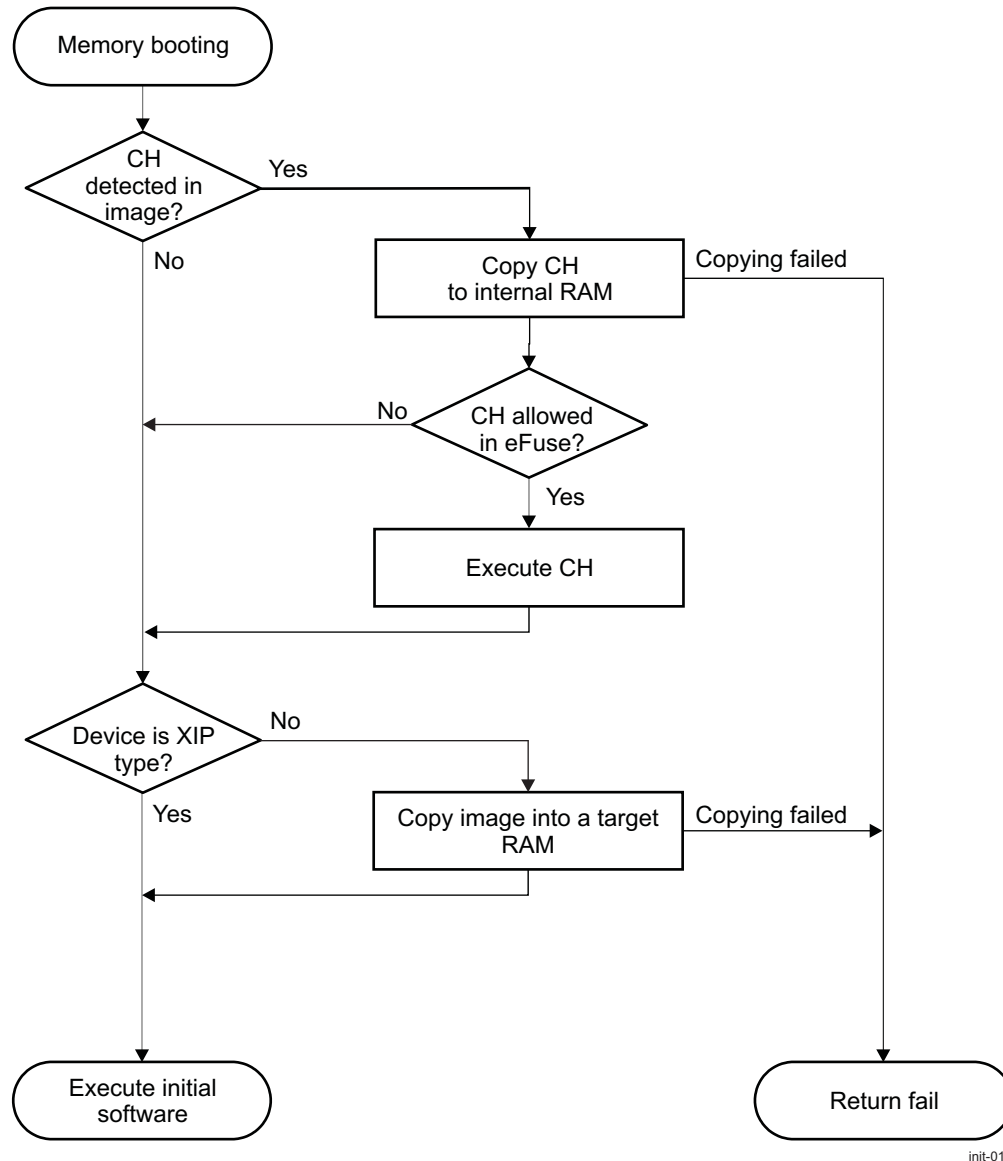 Memory booting
CH
detected in
image?
Yes
No
Copy CH
to internal RAM
Copying failed
No
CH allowed
in eFuse?
Yes
Execute CH
Device is XIP
type?
No
Yes
Copy image into a target
RAM
Copying failed
Execute initial
software
Return fail
init-01